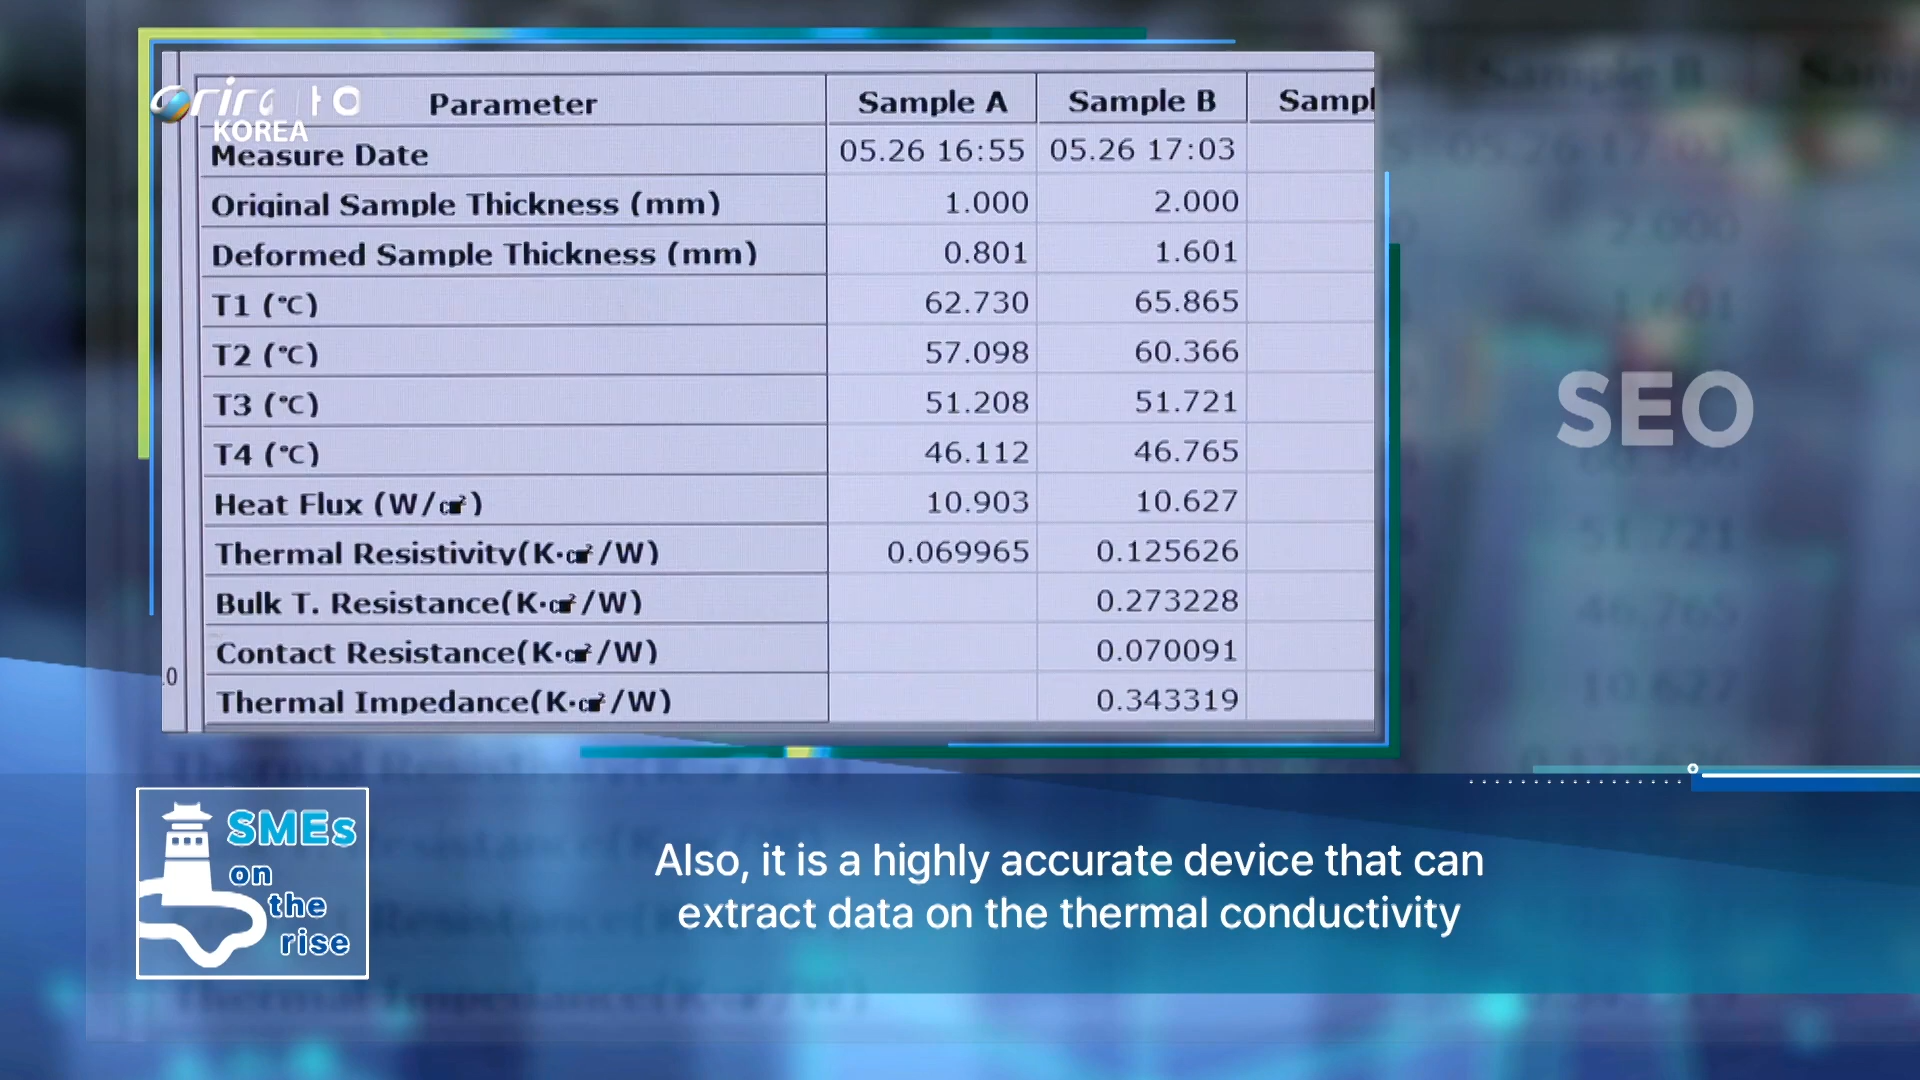 KOREA
Parameter Sample A Sample B
Measure Date 05.26 16:55 05.26 17:03
Original Sample Thickness (mm) 1.000 2.000
Deformed Sample Thickness (mm) 0.801 1.601
T1 (℃) 62.730 65.865
T2 (℃) 57.098 60.366
T3 (℃) 51.208 51.721
T4 (℃) 46.112 46.765
Heat Flux (W/㎠) 10.903 10.627
Thermal Resistivity(K·㎠/W) 0.069965 0.125626
Bulk T. Resistance(K·㎠/W) 0.273228
Contact Resistance(K·㎠/W) 0.070091
Thermal Impedance(K·㎠/W) 0.343319
SEO
SMEs
on
the
rise
Also, it is a highly accurate device that can
extract data on the thermal conductivity